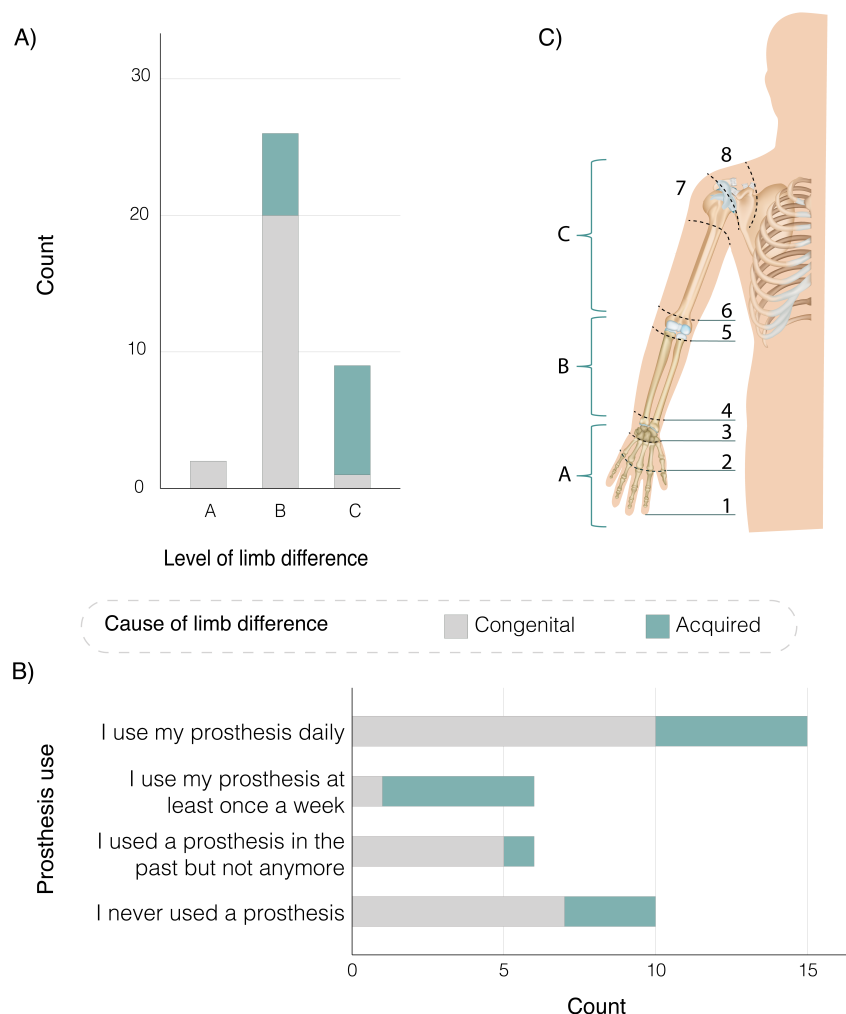 A)
30
20
10
0
Count
A B C
Level of limb difference
C)
8
7
C
6
5
B
4
3
2
A
1
Cause of limb difference Congenital Acquired
B)
Prosthesis use
I use my prosthesis daily
I use my prosthesis at
least once a week
I used a prosthesis in the
past but not anymore
I never used a prosthesis
0 5 10 15
Count